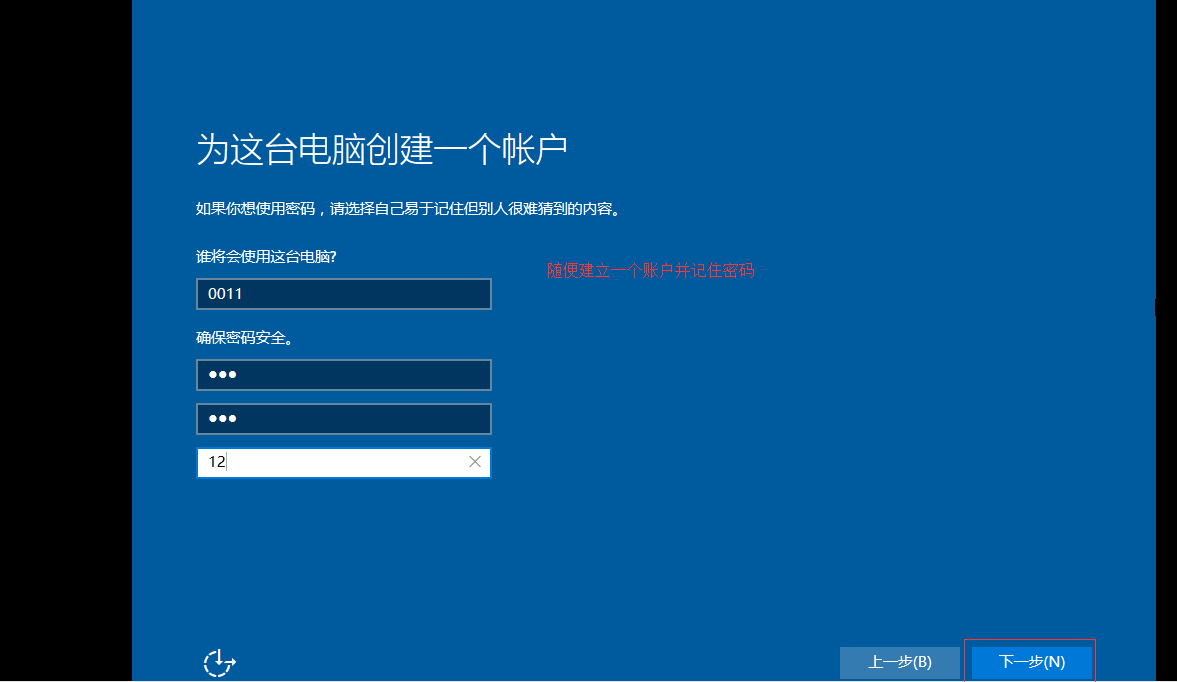 为这台电脑创建一个帐户
如果你想使用密码，请选择自己易于记住但别人很难猜到的内容。
谁将会使用这台电脑?
随便建立一个账户并记住密码
0011
确保密码安全。
●●●
●●●
12
上一步(B)
下一步(N)